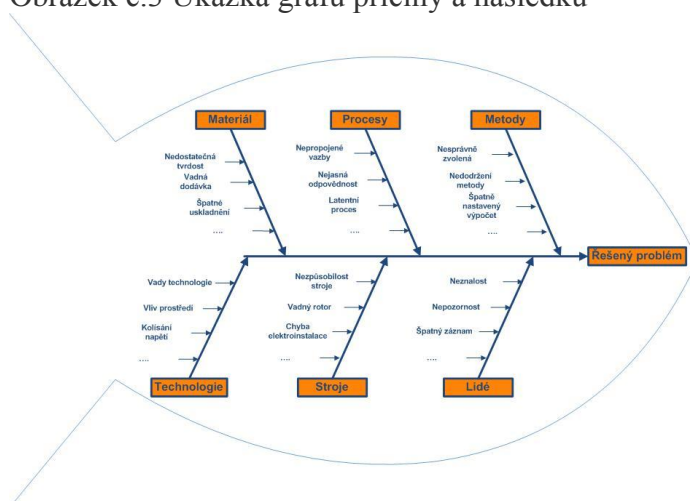 Obrázek č.5 Ukázka grafu příčiny a následku
Materiál
Procesy
Metody
Nedostatečná
tvrdost
Vadná
dodávka
Špatné
uskladnění
....
Nepropojené
vazby
Nejasná
odpovědnost
Latentní
proces
....
Nesprávně
zvolená
Nedodržení
metody
Špatně
nastavený
výpočet
....
Řešený problém
Vady technologie
Vliv prostředí
Kolísání
napětí
....
Nezpůsobilost
stroje
Vadný rotor
Chyba
elektroinstalace
....
Neznalost
Nepozornost
Špatný záznam
....
Technologie
Stroje
Lidé